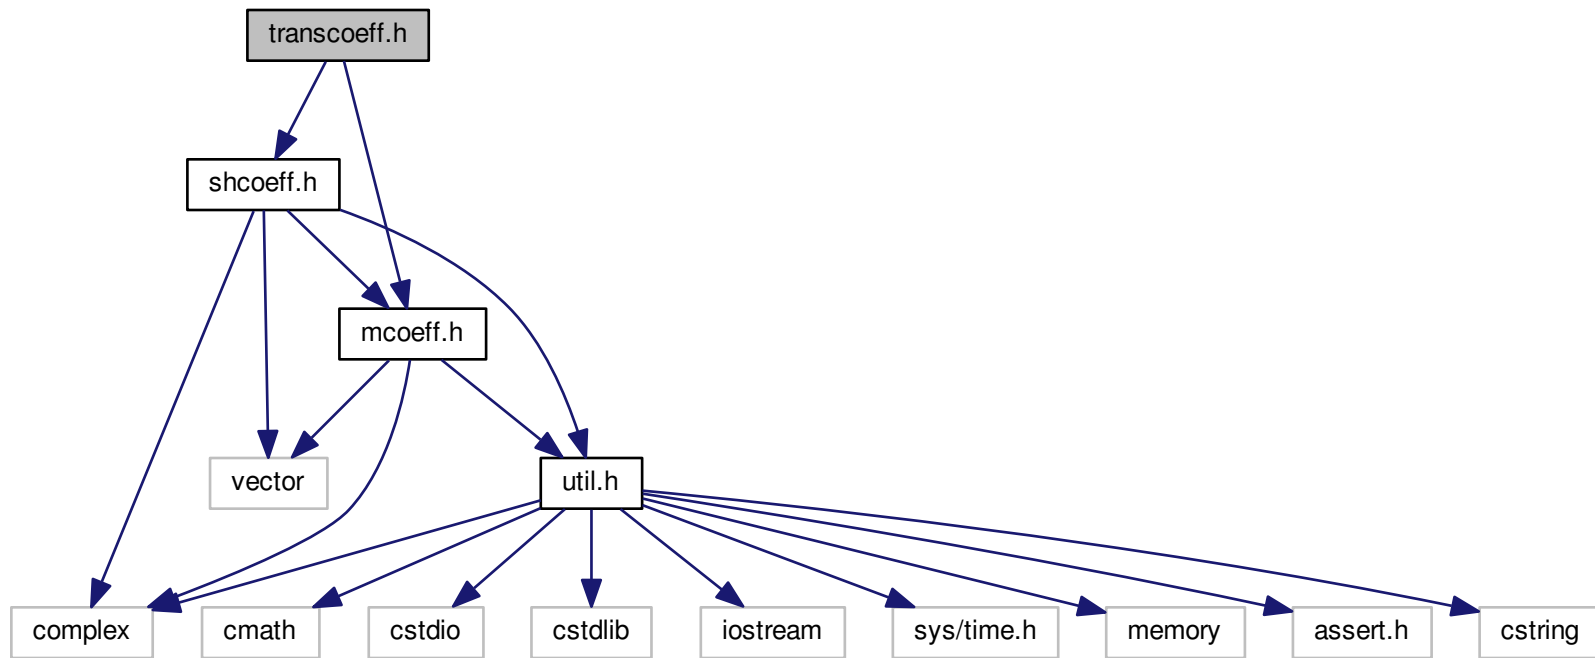 transcoeff.h
shcoeff.h
mcoeff.h
vector
util.h
complex
cmath
cstdio
cstdlib
iostream
sys/time.h
memory
assert.h
cstring